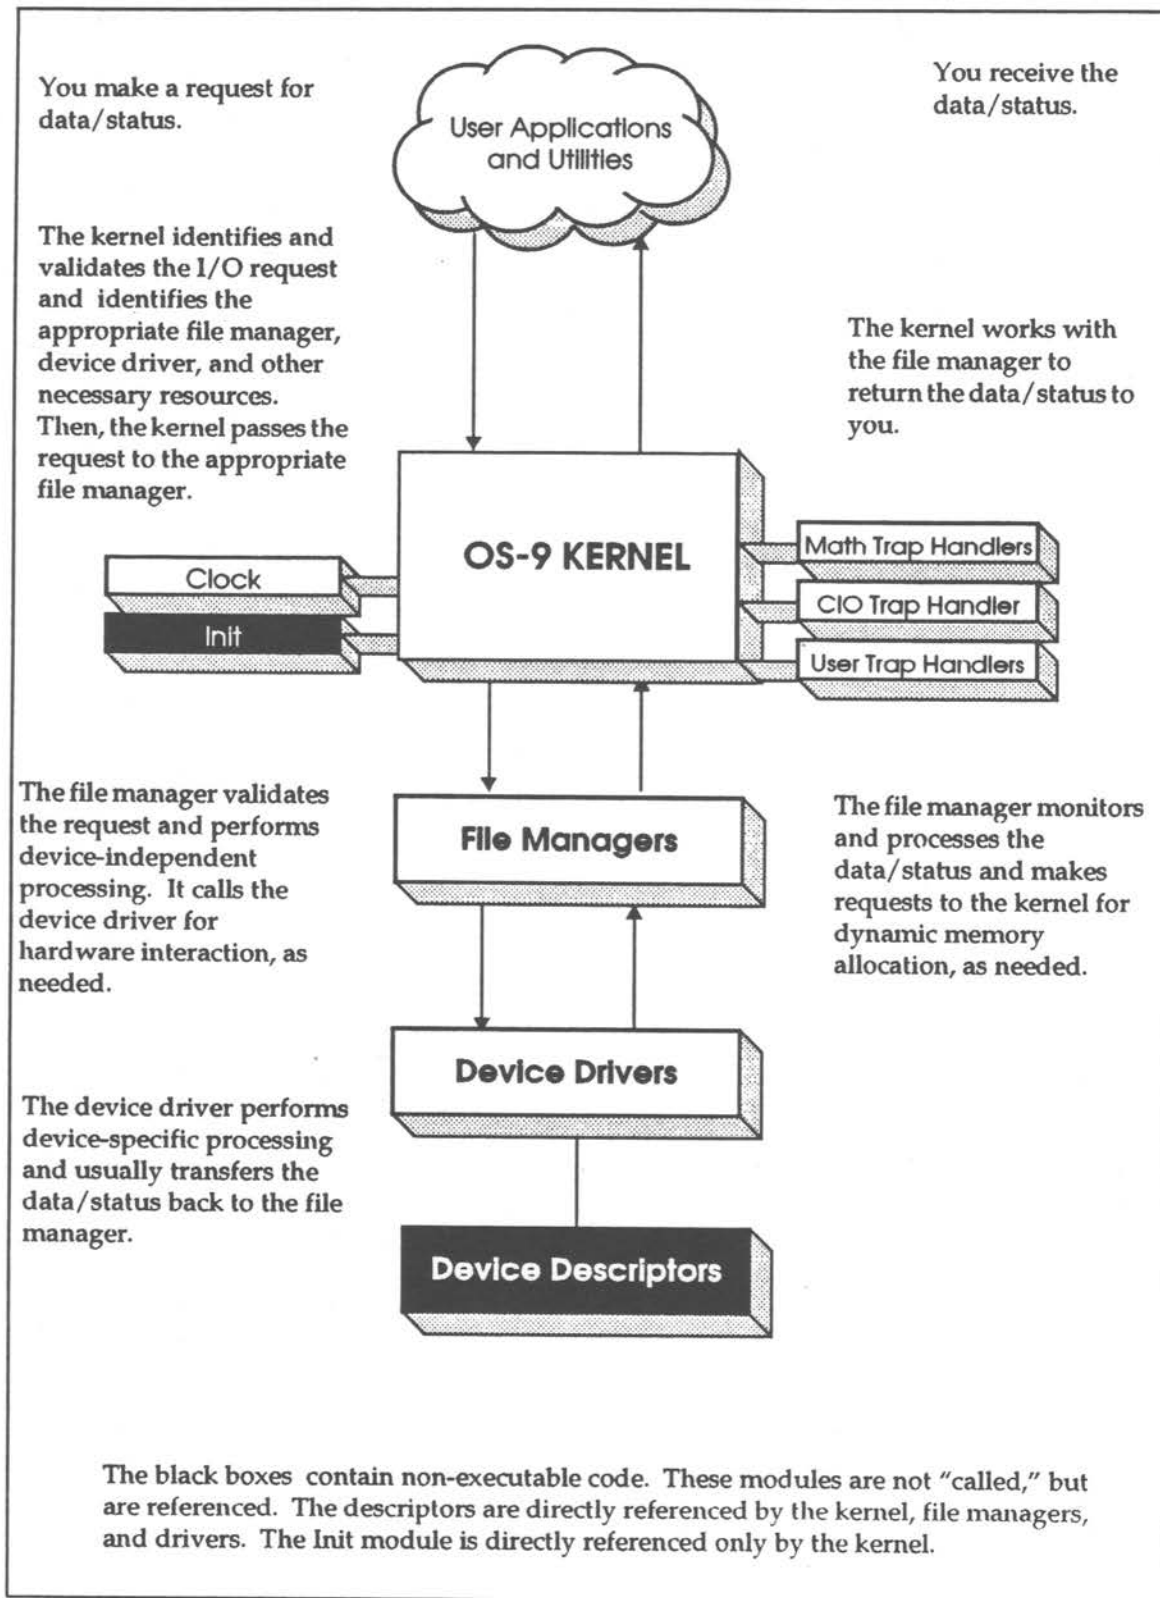 You make a request for
data/status.
User Applications
and Utilities
You receive the
data/status.
The kernel identifies and
validates the I/O request
and identifies the
appropriate file manager,
device driver, and other
necessary resources.
Then, the kernel passes the
request to the appropriate
file manager.
The kernel works with
the file manager to
return the data/status to
you.
OS-9 KERNEL
Clock
Init
Math Trap Handlers
CIO Trap Handler
User Trap Handlers
The file manager validates
the request and performs
device-independent
processing. It calls the
device driver for
hardware interaction, as
needed.
File Managers
The file manager monitors
and processes the
data/status and makes
requests to the kernel for
dynamic memory
allocation, as needed.
Device Drivers
The device driver performs
device-specific processing
and usually transfers the
data/status back to the file
manager.
Device Descriptors
The black boxes contain non-executable code. These modules are not "called," but
are referenced. The descriptors are directly referenced by the kernel, file managers,
and drivers. The Init module is directly referenced only by the kernel.